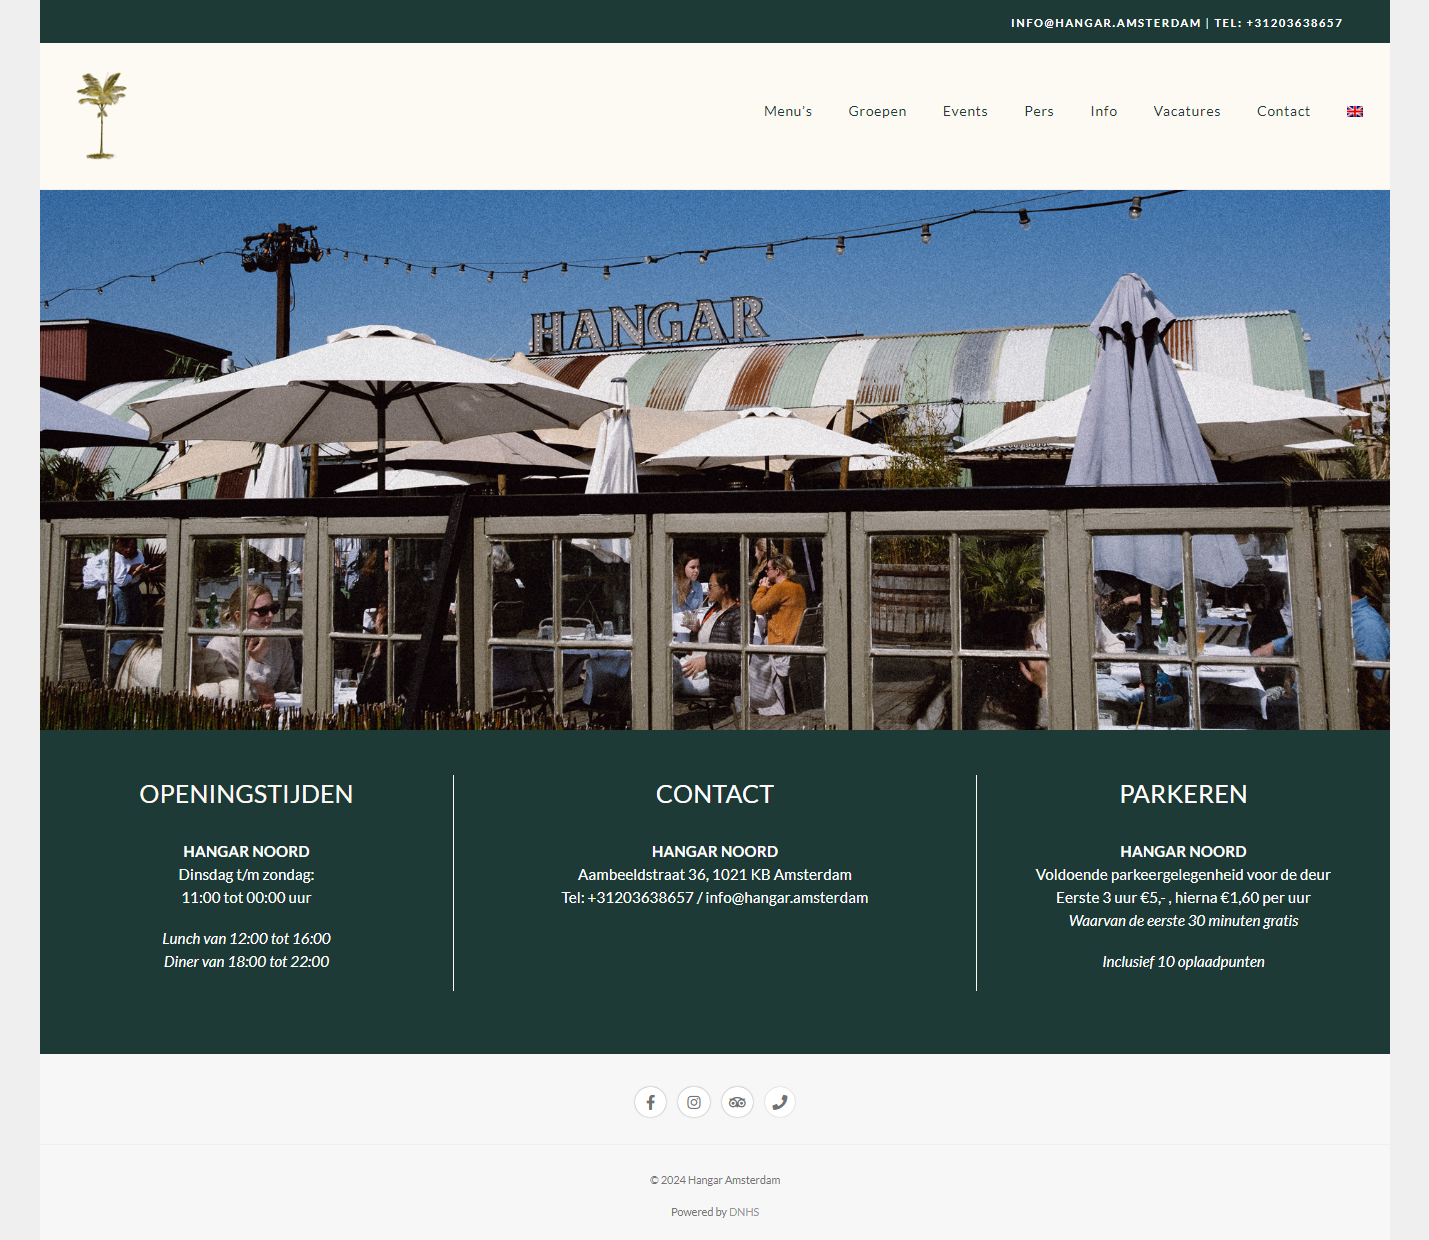 INFO@HANGAR.AMSTERDAM | TEL: +31203638657
Menu's
Groepen
Events
Pers
Info
Vacatures
Contact
HANGAR
OPENINGSTIJDEN
HANGAR NOORD
Dinsdag t/m zondag:
11:00 tot 00:00 uur
Lunch van 12:00 tot 16:00
Diner van 18:00 tot 22:00
CONTACT
HANGAR NOORD
Aambeeldstraat 36, 1021 KB Amsterdam
Tel: +31203638657 / info@hangar.amsterdam
PARKEREN
HANGAR NOORD
Voldoende parkeergelegenheid voor de deur
Eerste 3 uur €5,- , hierna €1,60 per uur
Waarvan de eerste 30 minuten gratis
Inclusief 10 oplaadpunten
© 2024 Hangar Amsterdam
Powered by DNHS